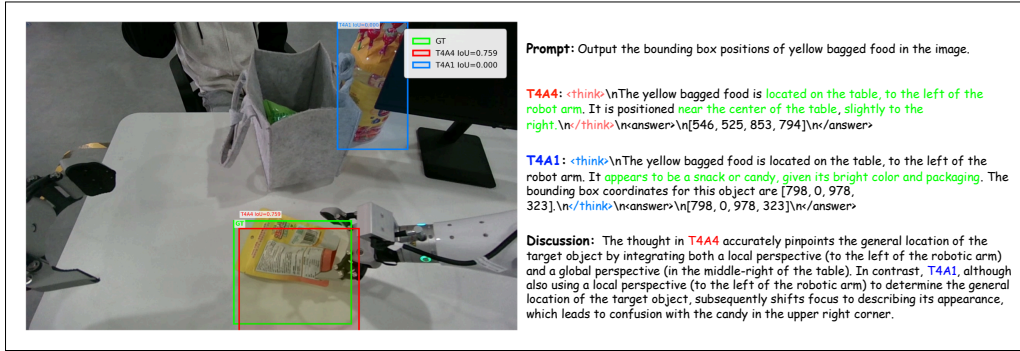 T4A1 IoU=0.000
GT
T4A4 IoU=0.759
T4A1 IoU=0.000
T4A4 IoU=0.759
GT
Prompt: Output the bounding box positions of yellow bagged food in the image.
T4A4: <think>\nThe yellow bagged food is located on the table, to the left of the
robot arm. It is positioned near the center of the table, slightly to the
right.\n</think>\n<answer>\n[546, 525, 853, 794]\n</answer>
T4A1: <think>\nThe yellow bagged food is located on the table, to the left of the
robot arm. It appears to be a snack or candy, given its bright color and packaging. The
bounding box coordinates for this object are [798, 0, 978,
323].\n</think>\n<answer>\n[798, 0, 978, 323]\n</answer>
Discussion: The thought in T4A4 accurately pinpoints the general location of the
target object by integrating both a local perspective (to the left of the robotic arm)
and a global perspective (in the middle-right of the table). In contrast, T4A1, although
also using a local perspective (to the left of the robotic arm) to determine the general
location of the target object, subsequently shifts focus to describing its appearance,
which leads to confusion with the candy in the upper right corner.